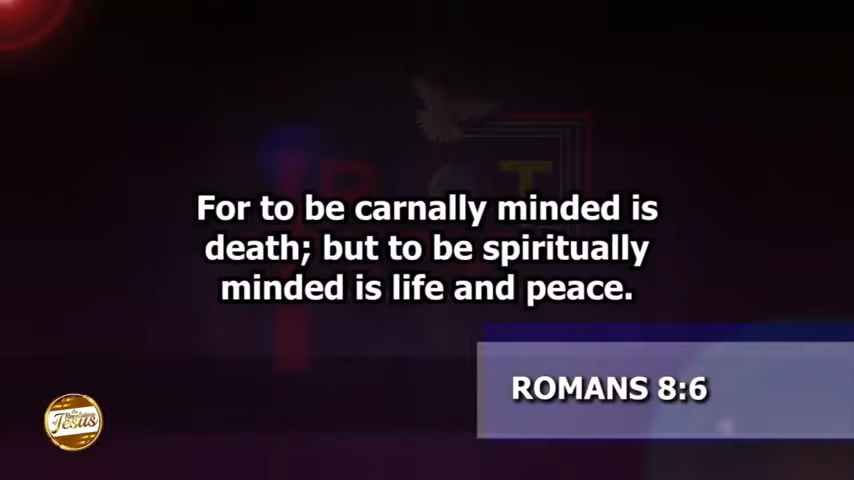 For to be carnally minded is
death; but to be spiritually
minded is life and peace.
ROMANS 8:6
Jesus